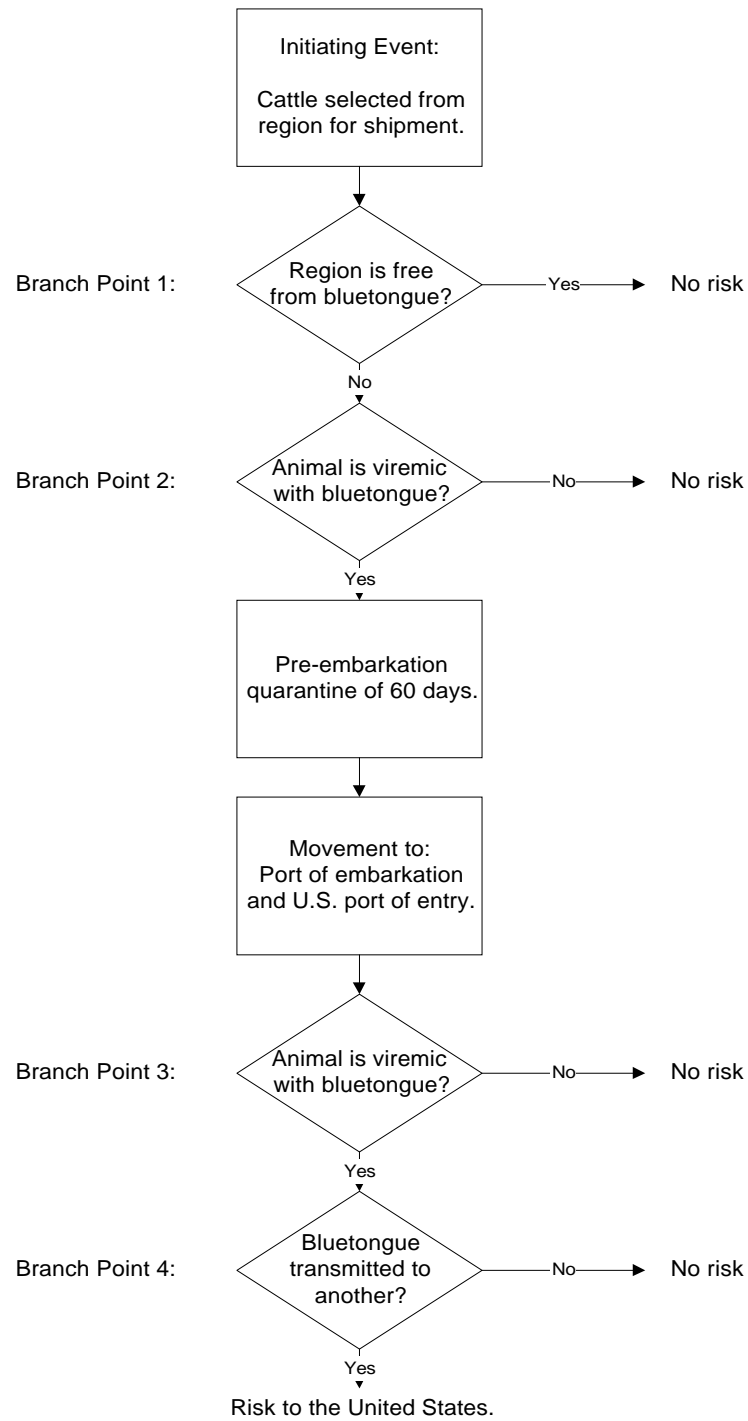 Initiating Event:
Cattle selected from
region for shipment.
Branch Point 1:
Region is free
from bluetongue?
Yes
No risk
No
Branch Point 2:
Animal is viremic
with bluetongue?
No
No risk
Yes
Pre-embarkation
quarantine of 60 days.
Movement to:
Port of embarkation
and U.S. port of entry.
Branch Point 3:
Animal is viremic
with bluetongue?
No
No risk
Yes
Branch Point 4:
Bluetongue
transmitted to
another?
No
No risk
Yes
Risk to the United States.